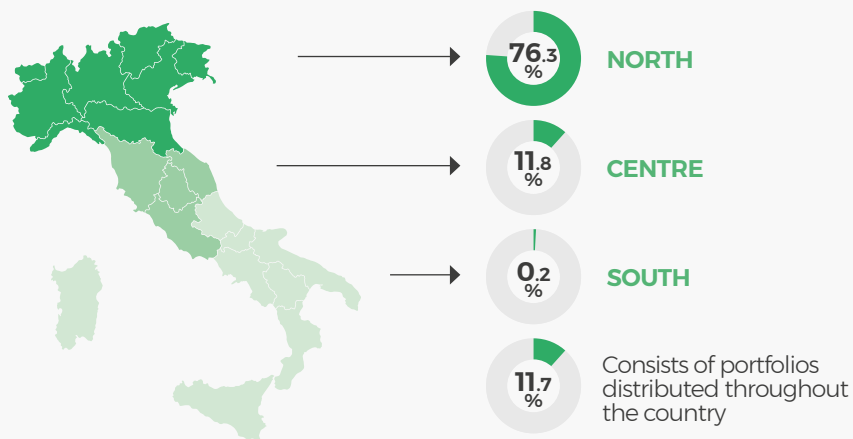 76.3
%
NORTH
11.8
%
CENTRE
0.2
%
SOUTH
11.7
%
Consists of portfolios
distributed throughout
the country